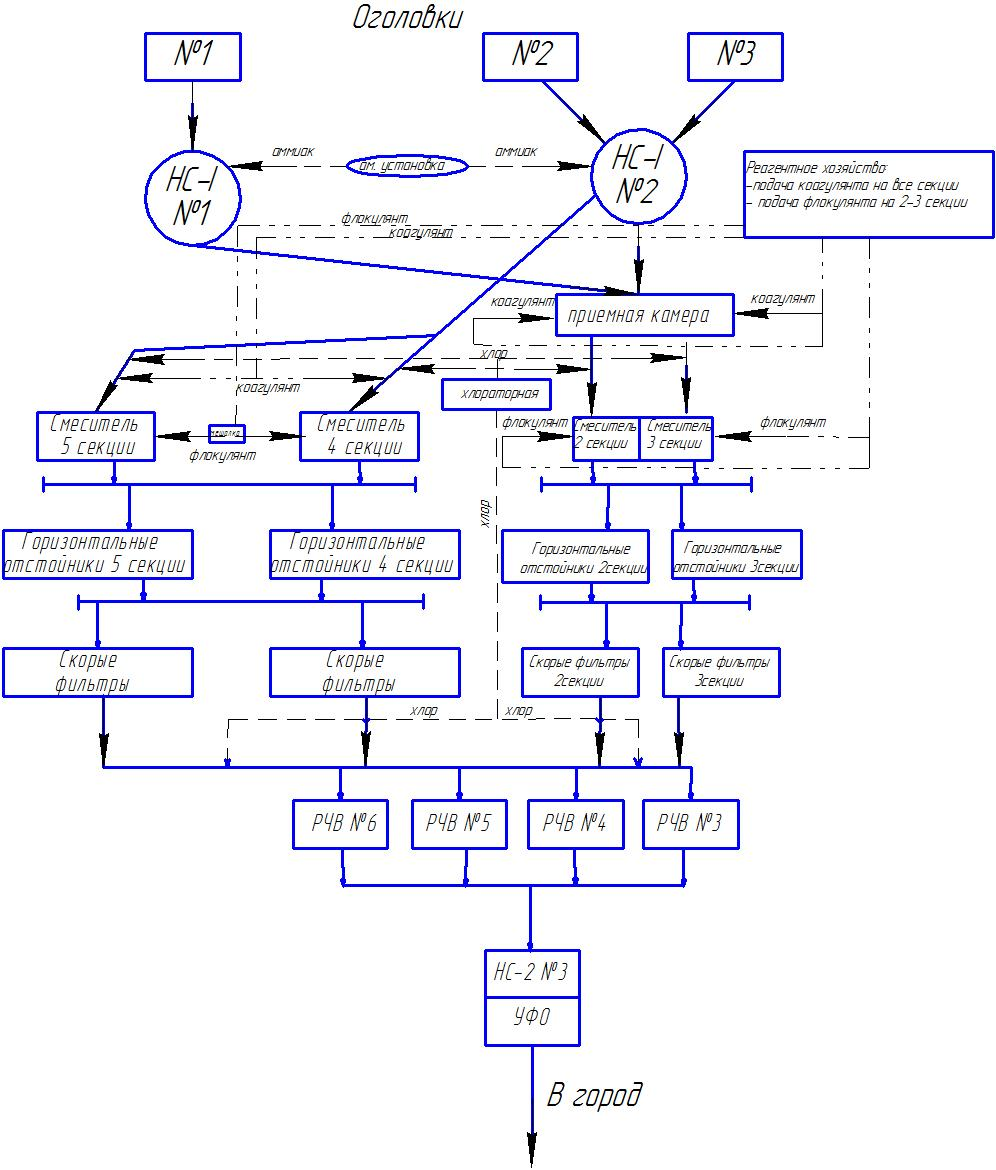 Оголовки
№1
№2
№3
аммиак
ам. установка
аммиак
НС-I
№1
НС-I
№2
Реагентное хозяйство:
-подача коагулянта на все секции
- подача флокулянта на 2-3 секции
флокулянт
коагулянт
коагулянт
коагулянт
приемная камера
хлор
коагулянт
хлораторная
Смеситель
5 секции
мешалка
флокулянт
Смеситель
4 секции
флокулянт
Смеситель
2 секции
Смеситель
3 секции
флокулянт
хлор
Горизонтальные
отстойники 5 секции
Горизонтальные
отстойники 4 секции
Горизонтальные
отстойники 2секции
Горизонтальные
отстойники 3секции
Скорые
фильтры
Скорые
фильтры
Скорые фильтры
2секции
Скорые фильтры
3секции
хлор
хлор
РЧВ №6
РЧВ №5
РЧВ №4
РЧВ №3
НС-2 №3
УФО
В город